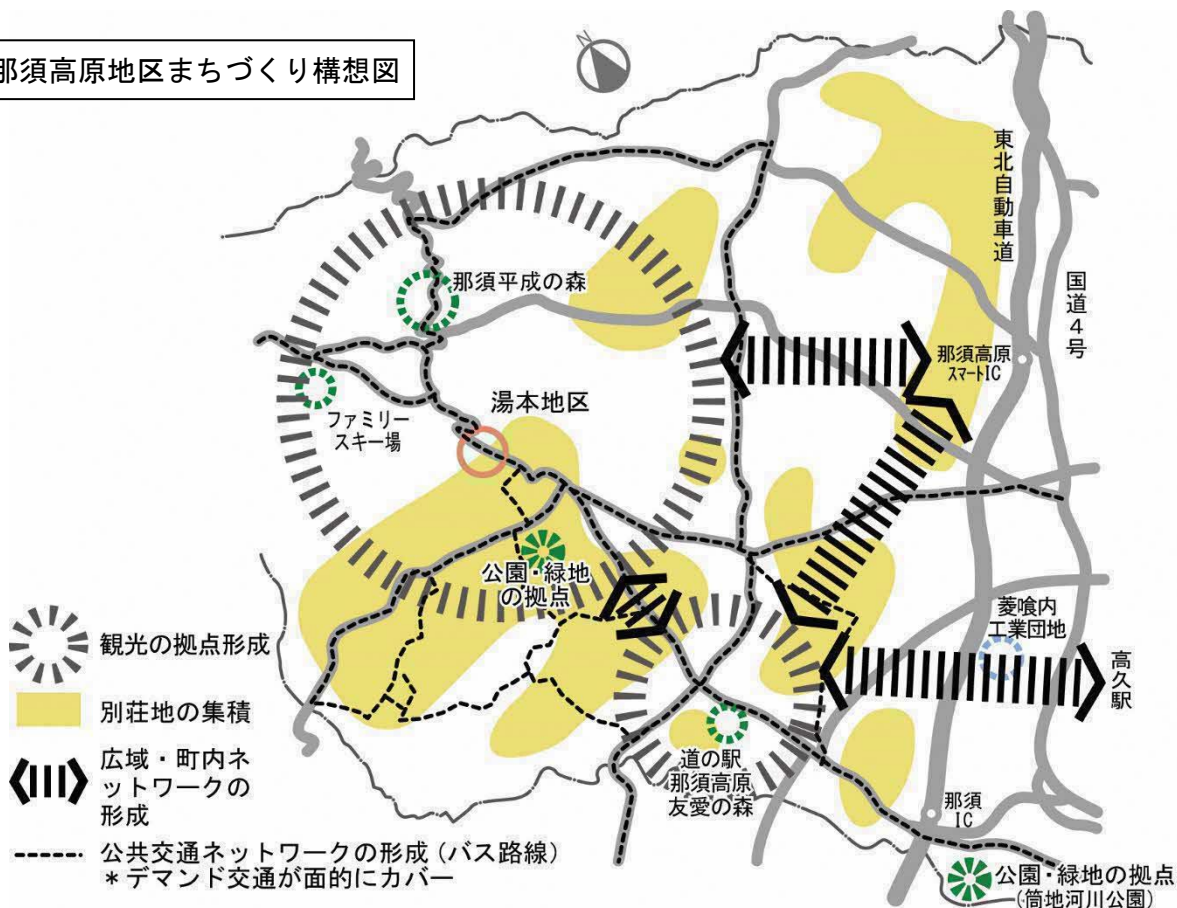 那須高原地区まちづくり構想図
N
東北自動車道
国道4号
那須平成の森
那須高原
スマートIC
湯本地区
ファミリー
スキー場
公園・緑地
の拠点
菱喰内
工業団地
高久駅
観光の拠点形成
別荘地の集積
広域・町内ネ
ットワークの
形成
道の駅
那須高原
友愛の森
那須
IC
公共交通ネットワークの形成(バス路線)
*デマンド交通が面的にカバー
公園・緑地の拠点
(筒地河川公園)